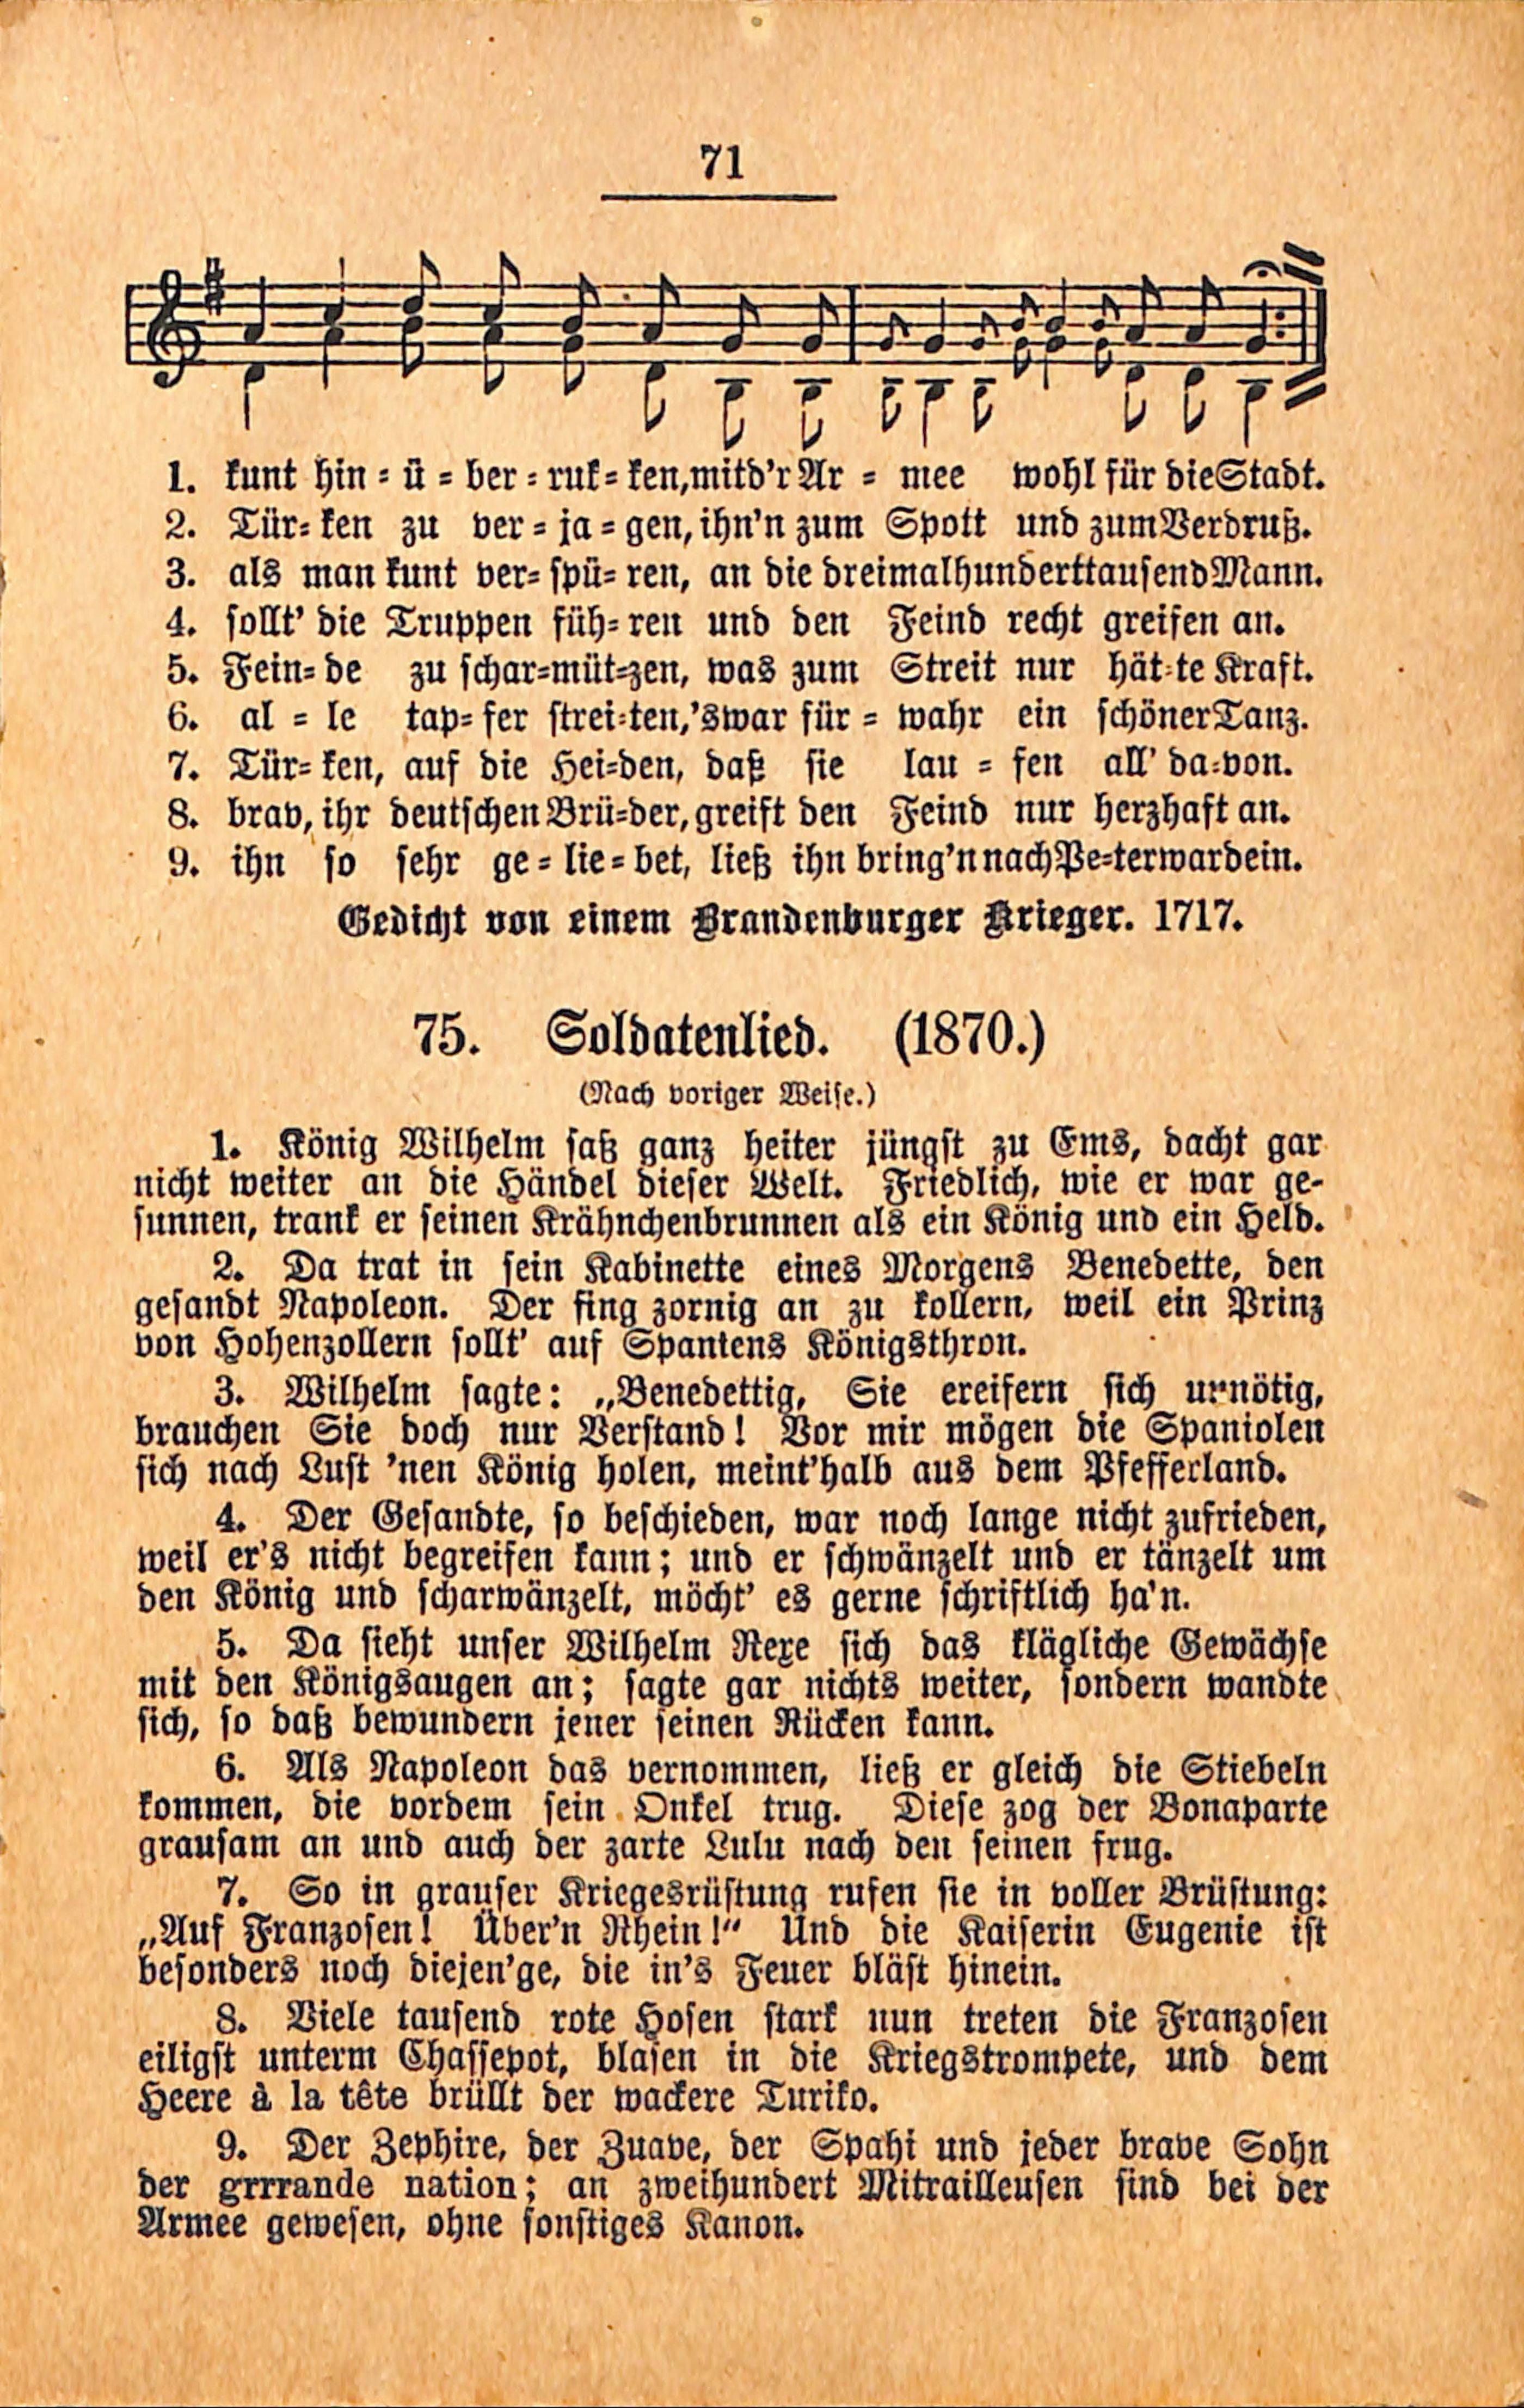 71
1. kunt hin = ü = ber = ruk = ken, mit d'r Ar = mee wohl für die Stadt.
2. Tür= ken zu ver = ja = gen, ihn'n zum Spott und zum Verdruß.
3. als man kunt ver= spü= ren, an die dreimalhunderttausend Mann.
4. sollt' die Truppen füh= ren und den Feind recht greifen an.
5. Fein= de zu schar=müt=zen, was zum Streit nur hät=te Kraft.
6. al = le tap= fer strei=ten, 's war für = wahr ein schöner Tanz.
7. Tür= ken, auf die Hei=den, daß sie lau = fen all' da=von.
8. brav, ihr deutschen Brü=der, greift den Feind nur herzhaft an.
9. ihn so sehr ge = lie = bet, ließ ihn bring'n nach Pe=terwardein.
Gedicht von einem Brandenburger Krieger. 1717.
75. Soldatenlied. (1870.)
(Nach voriger Weise.)
1. König Wilhelm saß ganz heiter jüngst zu Ems, dacht gar
nicht weiter an die Händel dieser Welt. Friedlich, wie er war ge-
sunnen, trank er seinen Krähnchenbrunnen als ein König und ein Held.
2. Da trat in sein Kabinette eines Morgens Benedette, den
gesandt Napoleon. Der fing zornig an zu kollern, weil ein Prinz
von Hohenzollern sollt' auf Spaniens Königsthron.
3. Wilhelm sagte: „Benedettig, Sie ereifern sich unnötig,
brauchen Sie doch nur Verstand! Vor mir mögen die Spaniolen
sich nach Lust 'nen König holen, meint'halb aus dem Pfefferland.
4. Der Gesandte, so beschieden, war noch lange nicht zufrieden,
weil er's nicht begreifen kann; und er schwänzelt und er tänzelt um
den König und scharwänzelt, möcht' es gerne schriftlich ha'n.
5. Da sieht unser Wilhelm Rexe sich das klägliche Gewächse
mit den Königsaugen an; sagte gar nichts weiter, sondern wandte
sich, so daß bewundern jener seinen Rücken kann.
6. Als Napoleon das vernommen, ließ er gleich die Stiebeln
kommen, die vordem sein Onkel trug. Diese zog der Bonaparte
grausam an und auch der zarte Lulu nach den seinen frug.
7. So in grauser Kriegesrüstung rufen sie in voller Brüstung:
„Auf Franzosen! Über'n Rhein!“ Und die Kaiserin Eugenie ist
besonders noch diejen'ge, die in's Feuer bläst hinein.
8. Viele tausend rote Hosen stark nun treten die Franzosen
eiligst unterm Chassepot, blasen in die Kriegstrompete, und dem
Heere à la tête brüllt der wackere Turiko.
9. Der Zephire, der Zuave, der Spahi und jeder brave Sohn
der grrrande nation; an zweihundert Mitrailleusen sind bei der
Armee gewesen, ohne sonstiges Kanon.